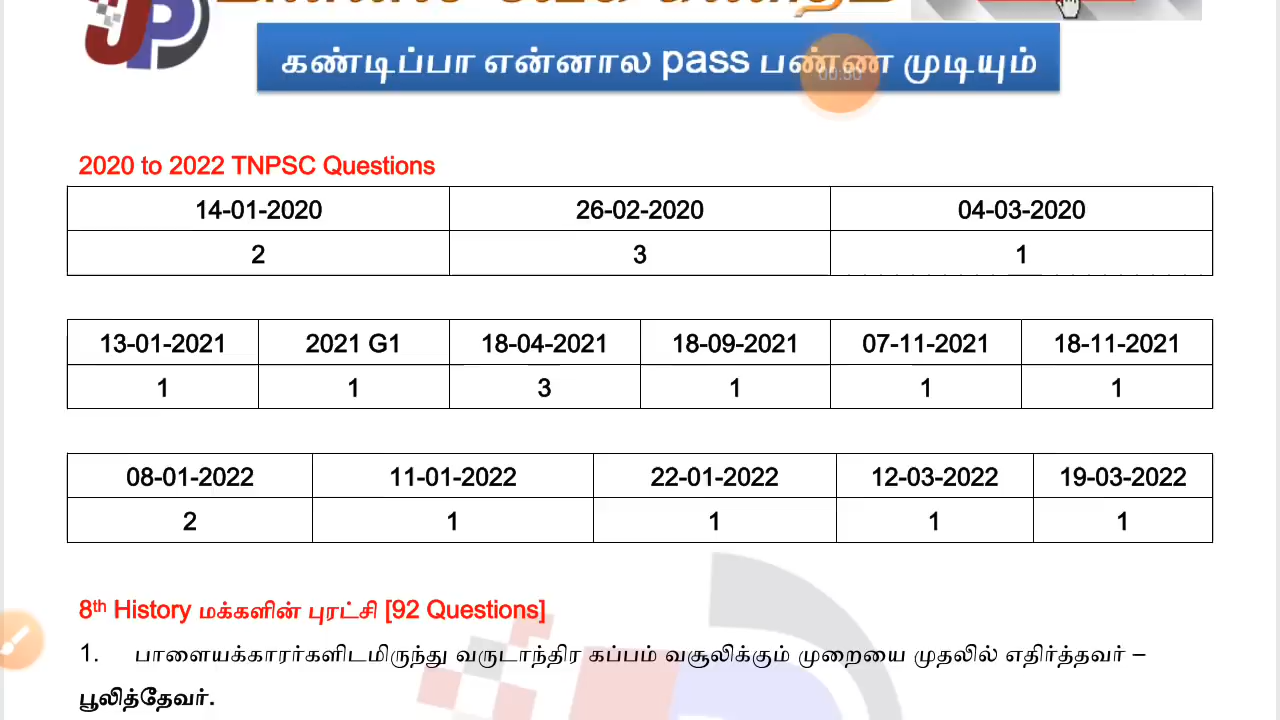 JP
கண்டிப்பா என்னால pass பண்ண முடியும்
00:50
2020 to 2022 TNPSC Questions
14-01-2020 26-02-2020 04-03-2020
2 3 1
13-01-2021 2021 G1 18-04-2021 18-09-2021 07-11-2021 18-11-2021
1 1 3 1 1 1
08-01-2022 11-01-2022 22-01-2022 12-03-2022 19-03-2022
2 1 1 1 1
8th History மக்களின் புரட்சி [92 Questions]
1. பாளையக்காரர்களிடமிருந்து வருடாந்திர கப்பம் வசூலிக்கும் முறையை முதலில் எதிர்த்தவர் –
பூலித்தேவர்.